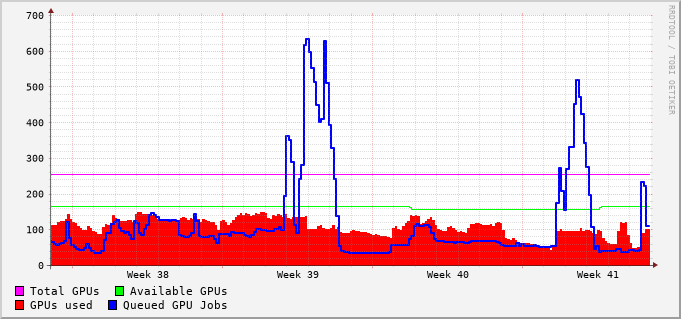 700
600
500
400
300
200
100
0
Week 38 Week 39 Week 40 Week 41
Total GPUs Available GPUs
GPUs used Queued GPU Jobs
RRDTOOL / TOBI OETIKER